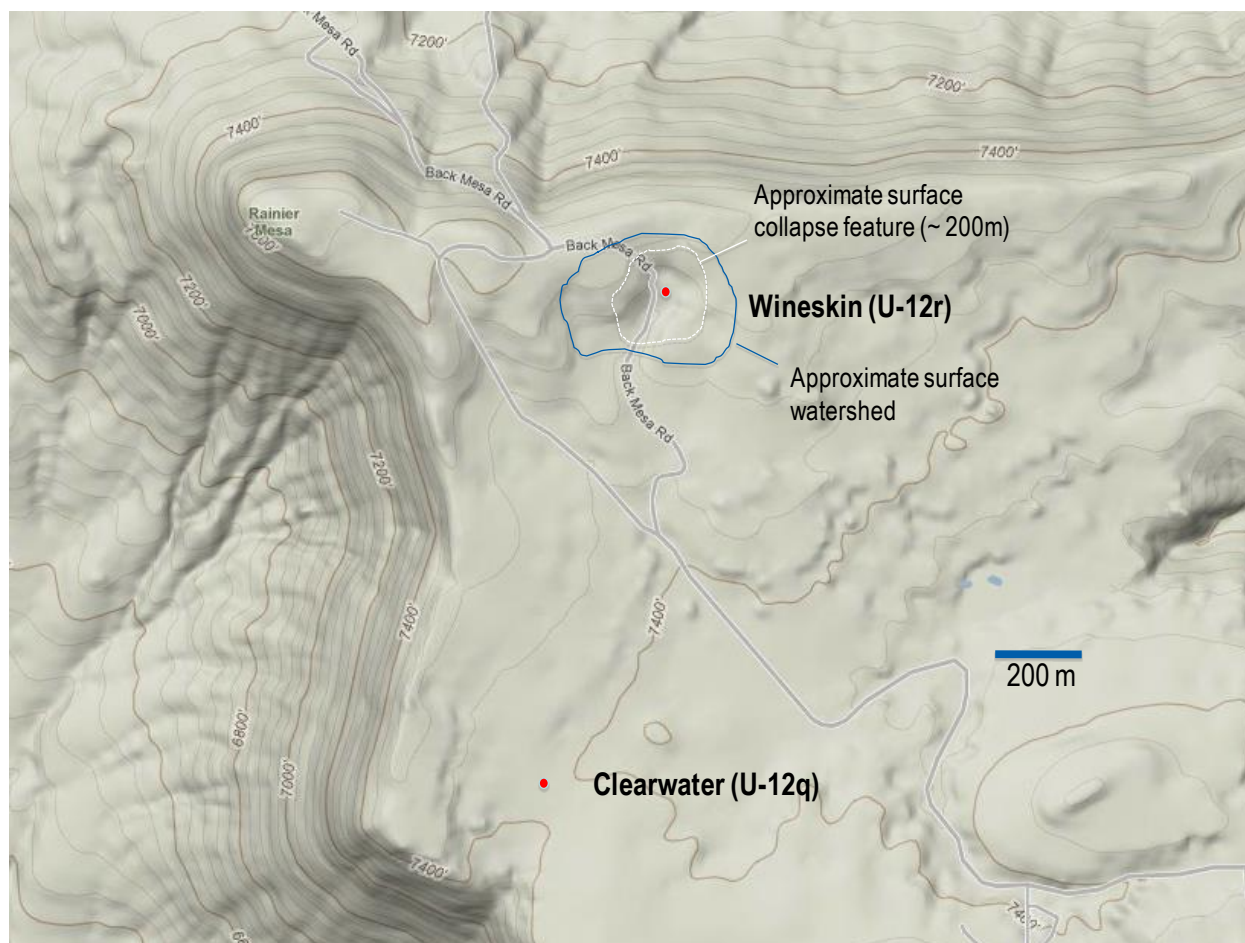 Mesa Rd
7200'
7200'
7400'
7400'
7400'
Back Mesa Rd
Approximate surface
collapse feature (~ 200m)
Rainier
Mesa
Back Mesa Rd
7200'
7000'
Wineskin (U-12r)
Approximate surface
watershed
Back Mesa Rd
7200'
7400'
7400'
200 m
6800'
7000'
Clearwater (U-12q)
7400'